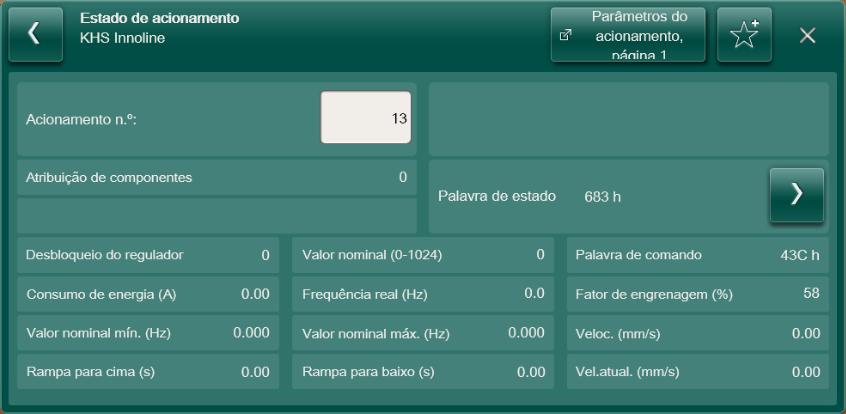 Estado de acionamento
KHS Innoline
Parâmetros do
acionamento,
página 1
Acionamento n.º: 13
Atribuição de componentes 0
Palavra de estado 683 h
Desbloqueio do regulador 0 Valor nominal (0-1024) 0 Palavra de comando 43C h
Consumo de energia (A) 0.00 Frequência real (Hz) 0.0 Fator de engrenagem (%) 58
Valor nominal mín. (Hz) 0.000 Valor nominal máx. (Hz) 0.000 Veloc. (mm/s) 0.00
Rampa para cima (s) 0.00 Rampa para baixo (s) 0.00 Vel.atual. (mm/s) 0.00